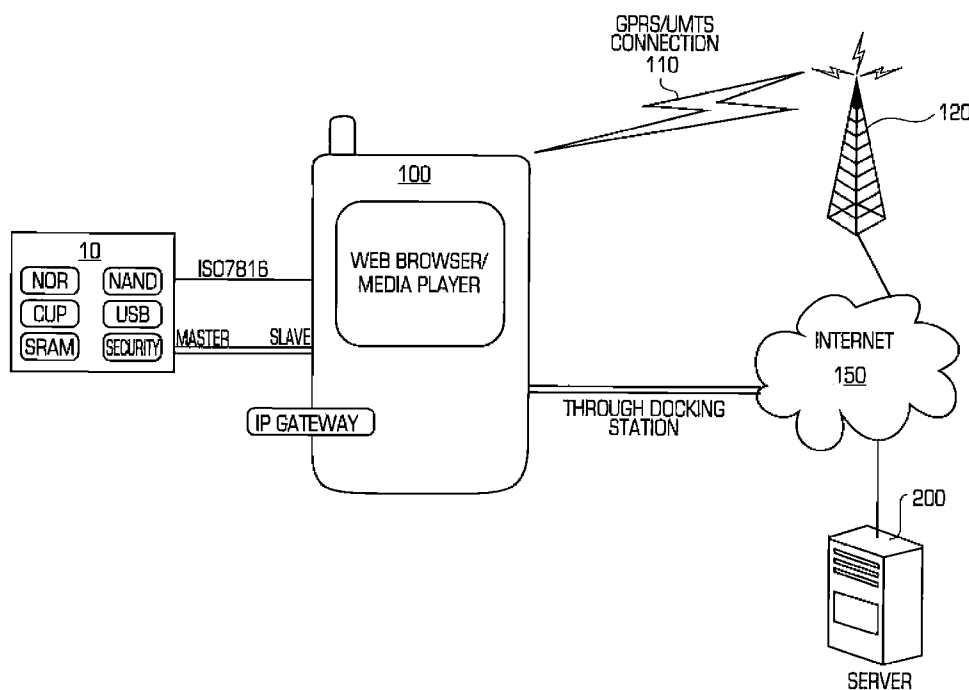 GPRS/UMTS
CONNECTION
110
120
100
10
NOR
NAND
CUP
USB
SRAM
SECURITY
ISO7816
MASTER
SLAVE
WEB BROWSER/
MEDIA PLAYER
IP GATEWAY
THROUGH DOCKING
STATION
INTERNET
150
200
SERVER